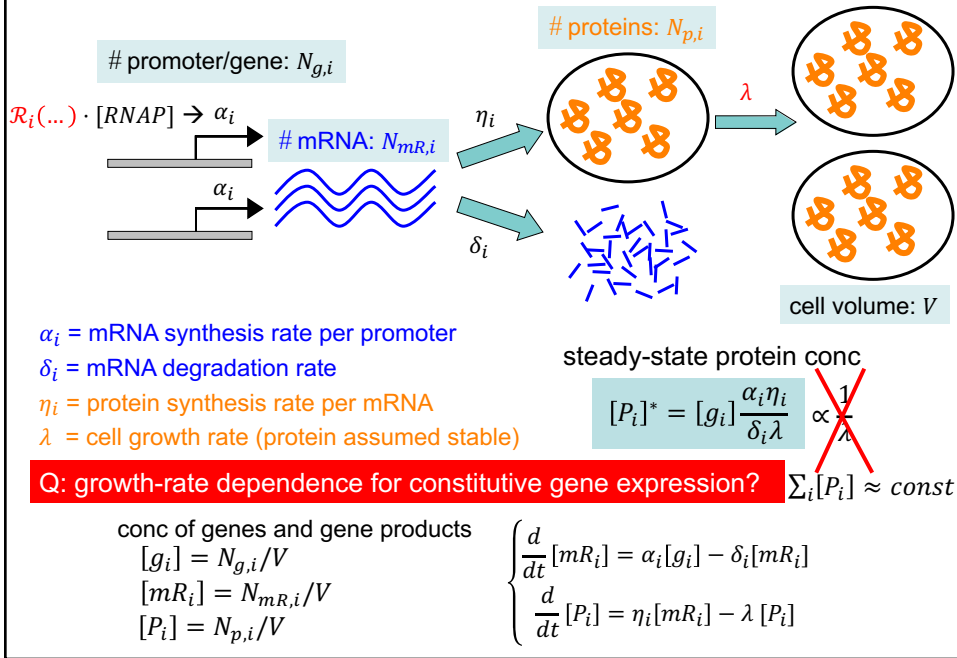 # proteins: N_{p,i}
# promoter/gene: N_{g,i}
ℛ_i(...) · [RNAP] → α_i
# mRNA: N_{mR,i}
η_i
λ
α_i
δ_i
cell volume: V
α_i = mRNA synthesis rate per promoter
δ_i = mRNA degradation rate
η_i = protein synthesis rate per mRNA
λ = cell growth rate (protein assumed stable)
steady-state protein conc
[P_i]* = [g_i] α_i η_i / δ_i λ ∝ 1/λ
Q: growth-rate dependence for constitutive gene expression?
∑_i[P_i] ≈ const
conc of genes and gene products
[g_i] = N_{g,i}/V
[mR_i] = N_{mR,i}/V
[P_i] = N_{p,i}/V
d/dt [mR_i] = α_i[g_i] − δ_i[mR_i]
d/dt [P_i] = η_i[mR_i] − λ [P_i]